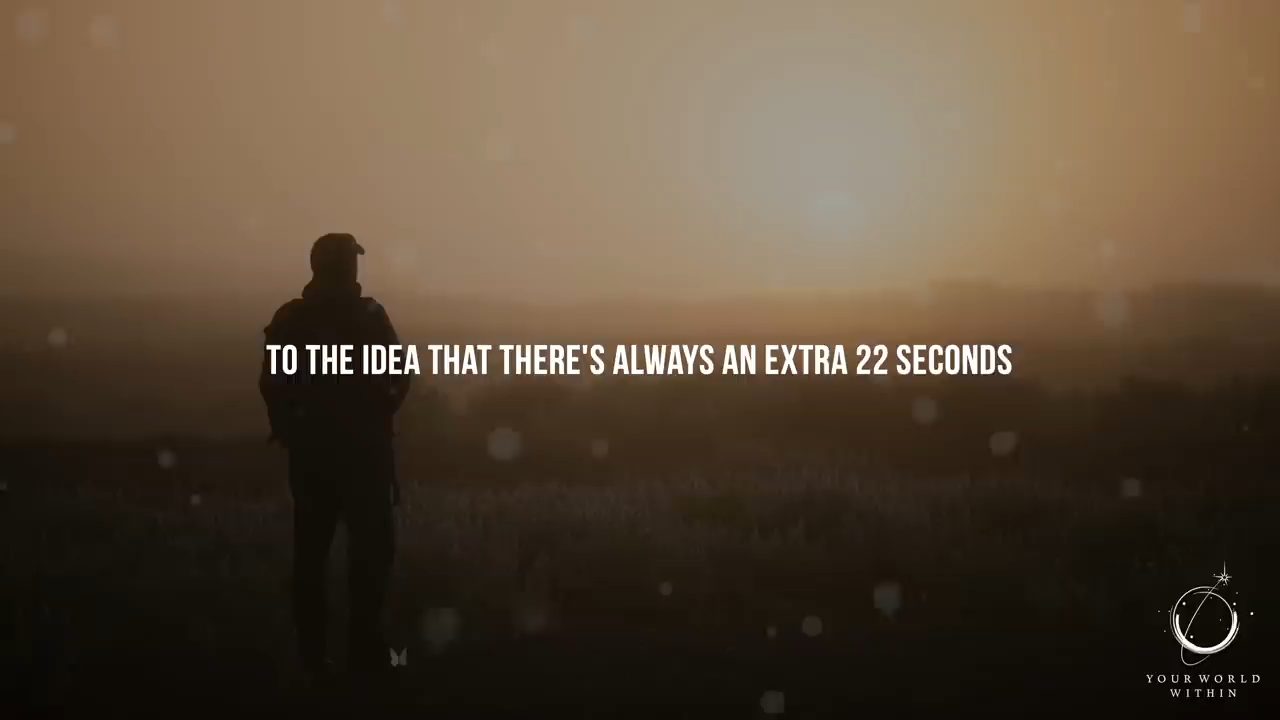 TO THE IDEA THAT THERE'S ALWAYS AN EXTRA 22 SECONDS
YOUR WORLD
WITHIN